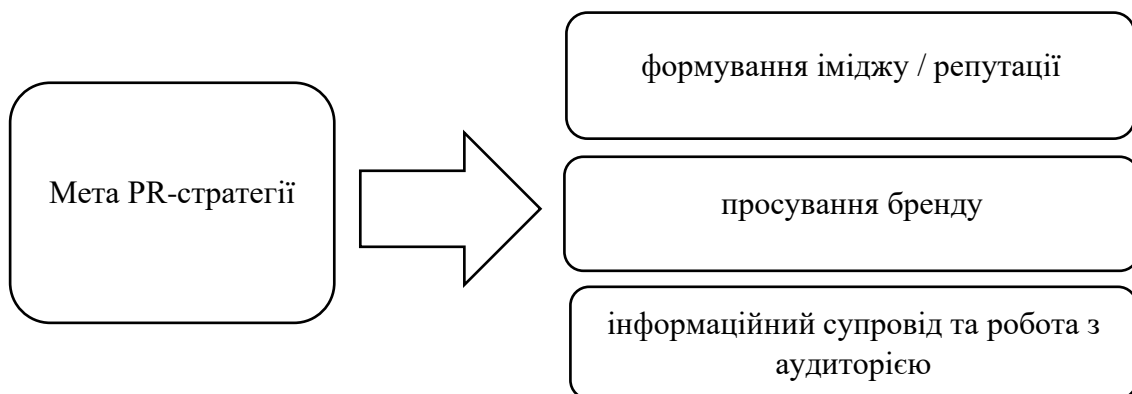 формування іміджу / репутації
Мета PR-стратегії
просування бренду
інформаційний супровід та робота з
аудиторією